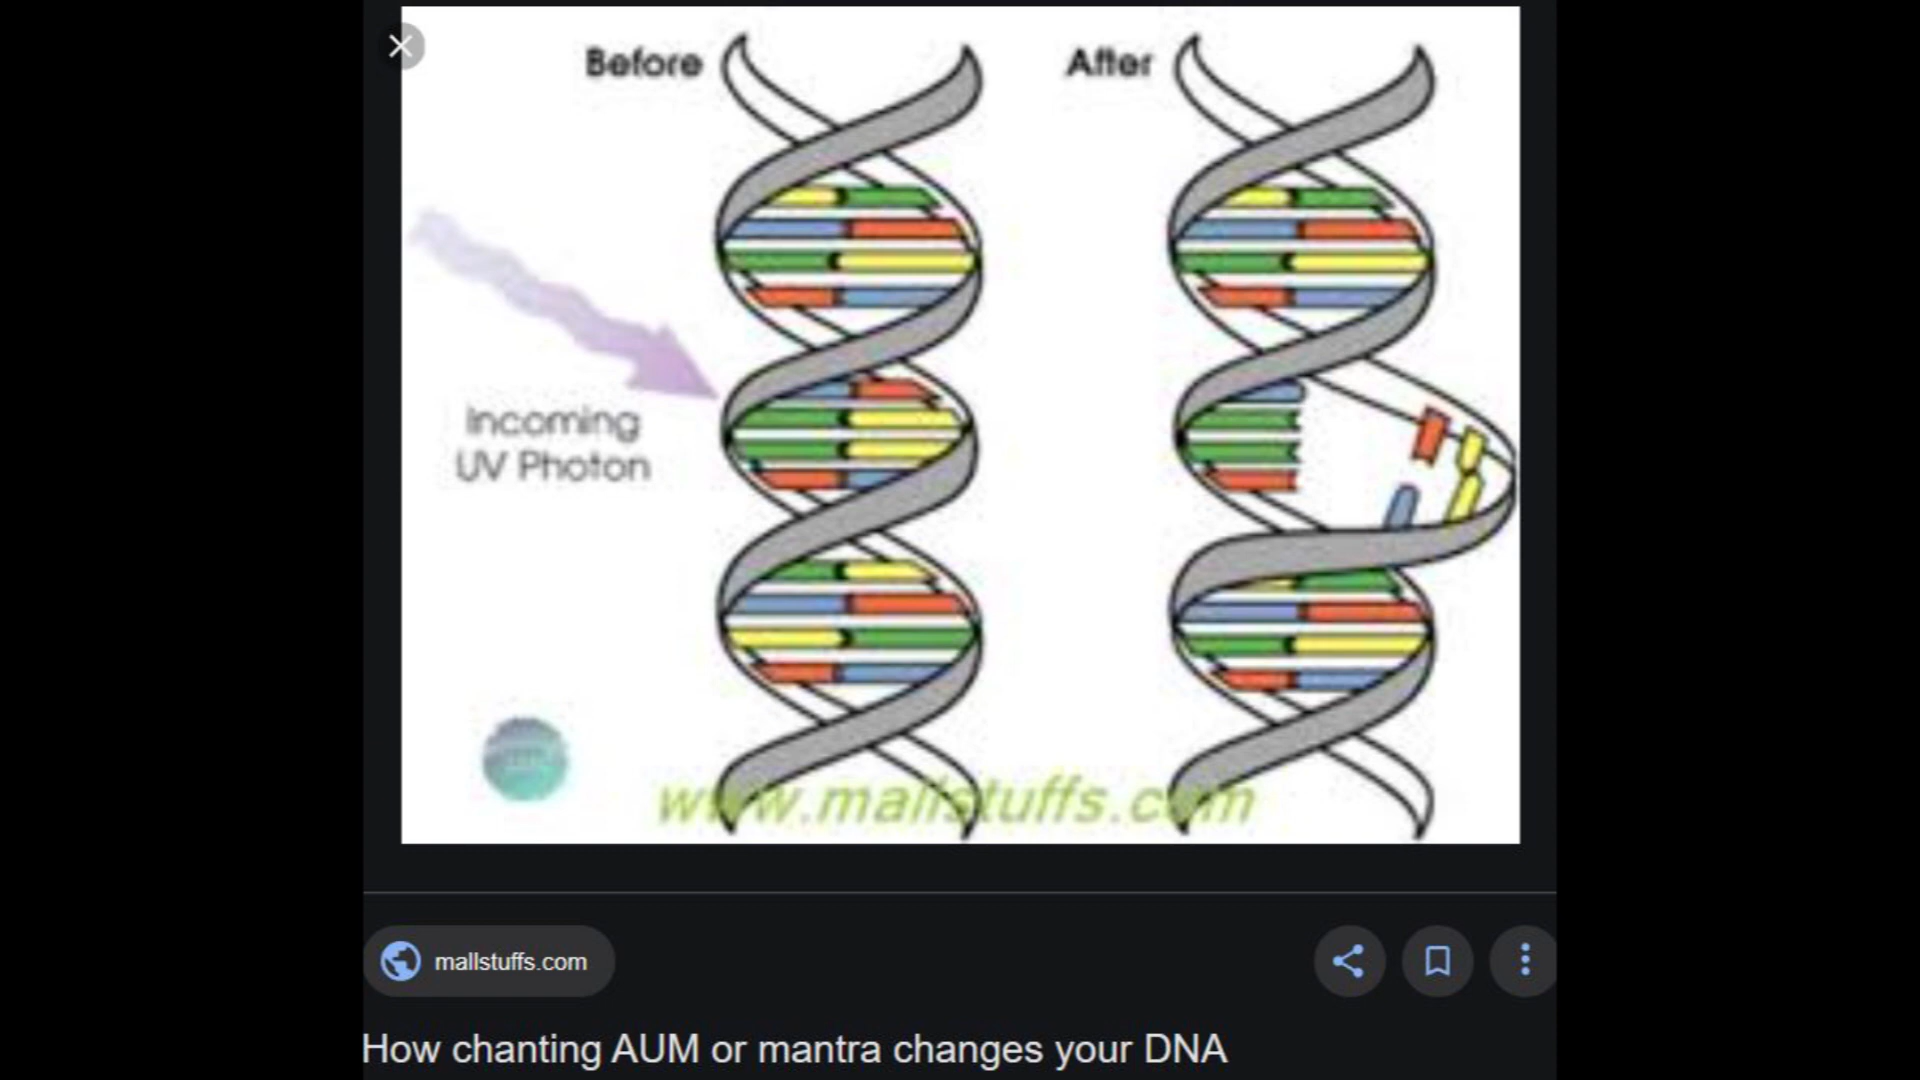 Before
After
Incoming
UV Photon
www.mallstuffs.com
mallstuffs.com
How chanting AUM or mantra changes your DNA